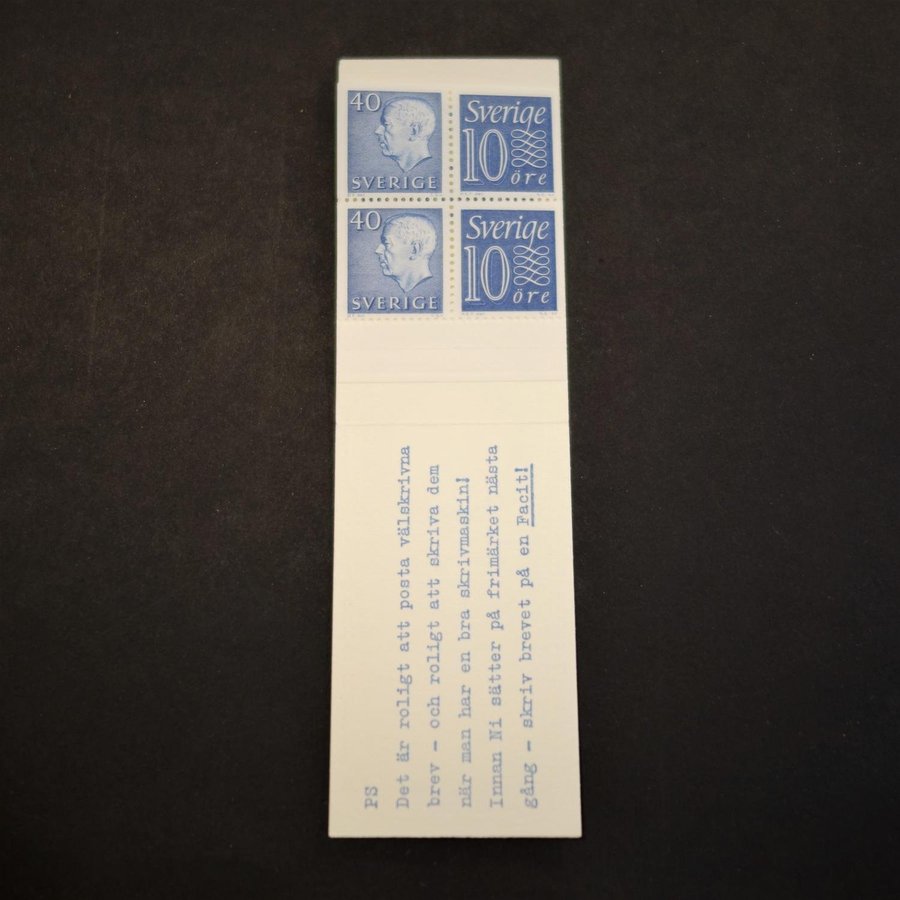 40
SVERIGE
Sverige
10
öre
40
SVERIGE
Sverige
10
öre
PS
Det är roligt att posta välskrivna
brev - och roligt att skriva dem
när man har en bra skrivmaskin!
Innan Ni sätter på frimärket nästa
gång - skriv brevet på en Facit!